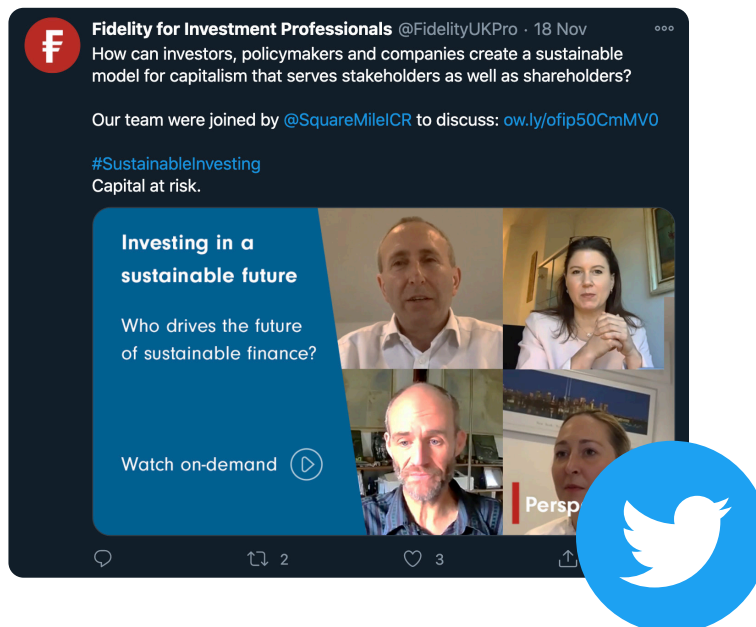 Fidelity for Investment Professionals @FidelityUKPro · 18 Nov
How can investors, policymakers and companies create a sustainable
model for capitalism that serves stakeholders as well as shareholders?
Our team were joined by @SquareMileICR to discuss: ow.ly/ofip50CmMV0
#SustainableInvesting
Capital at risk.
Investing in a
sustainable future
Who drives the future
of sustainable finance?
Watch on-demand
Persp
2
3